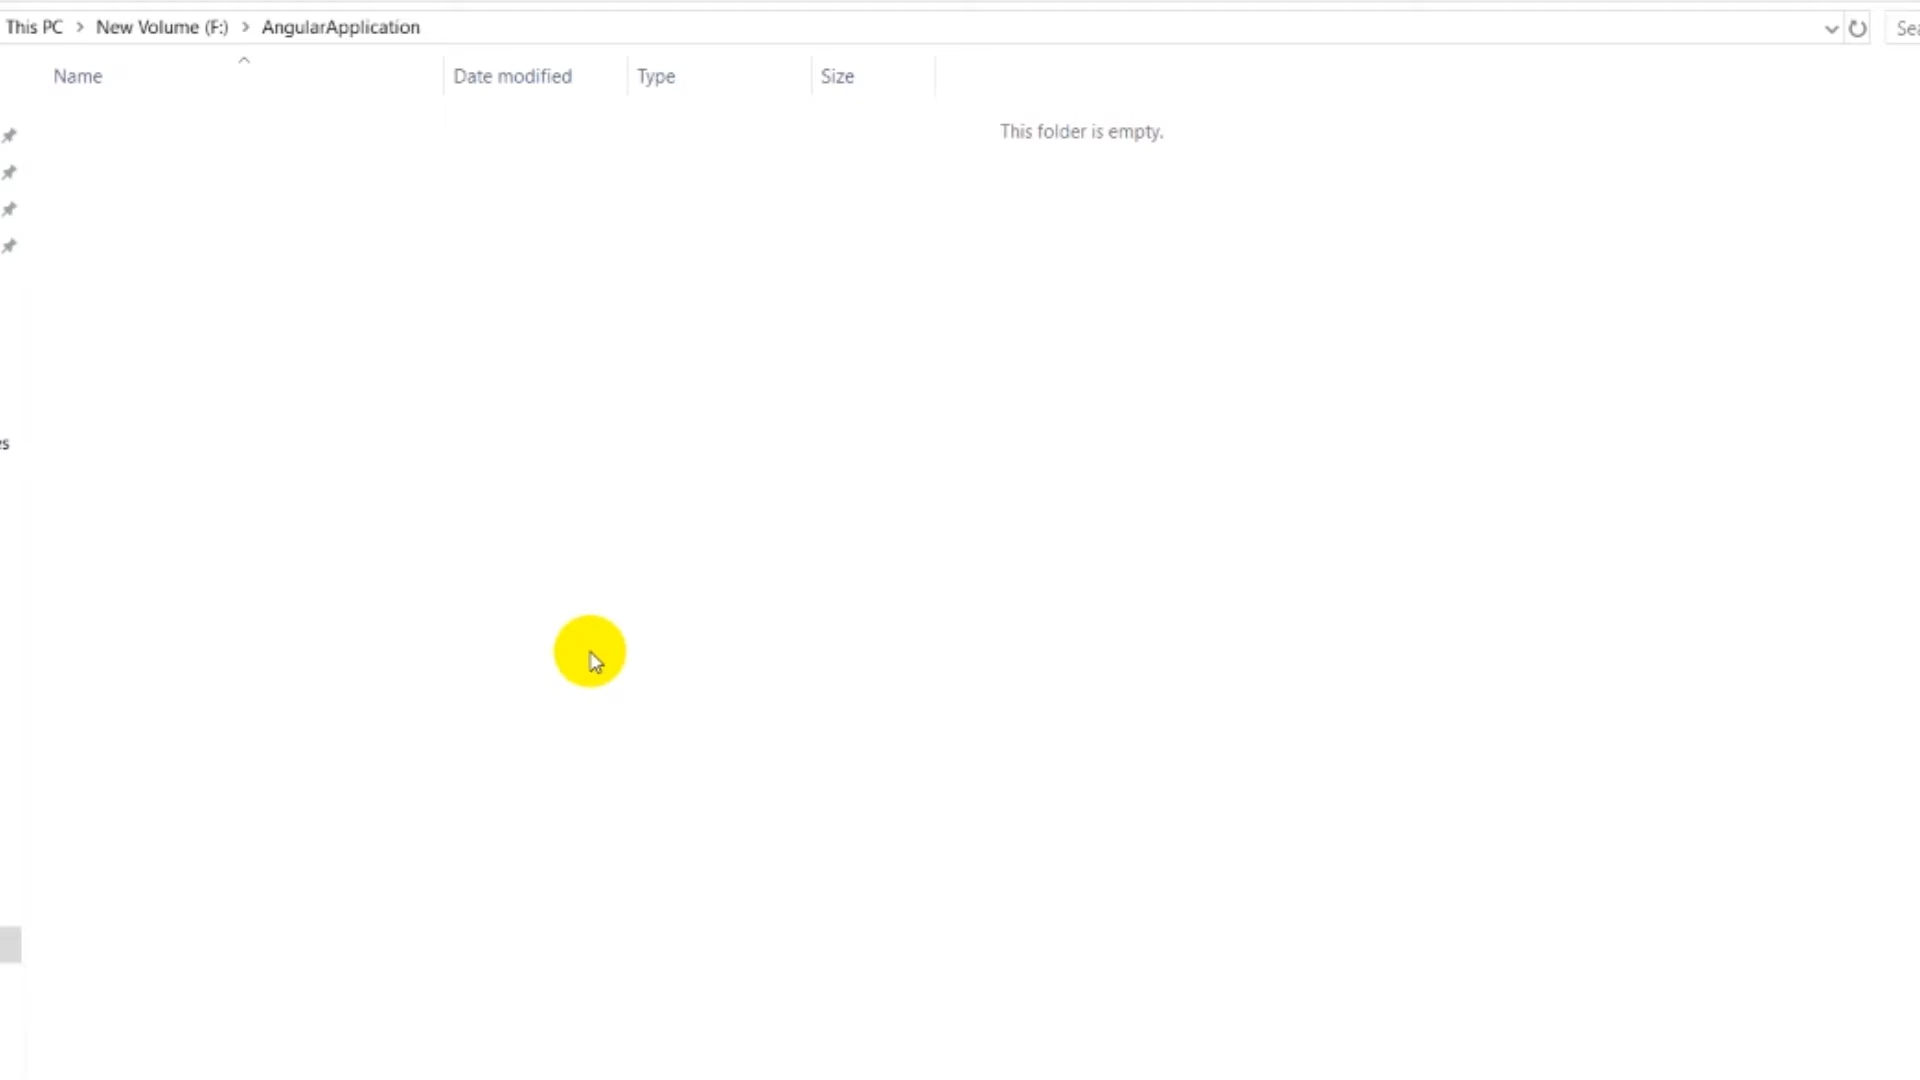 This PC > New Volume (F:) > AngularApplication
Name Date modified Type Size
This folder is empty.